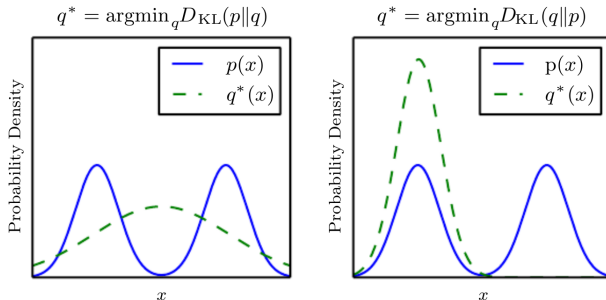 q* = argmin_q D_KL(p‖q)
p(x)
q*(x)
Probability Density
x
q* = argmin_q D_KL(q‖p)
p(x)
q*(x)
Probability Density
x